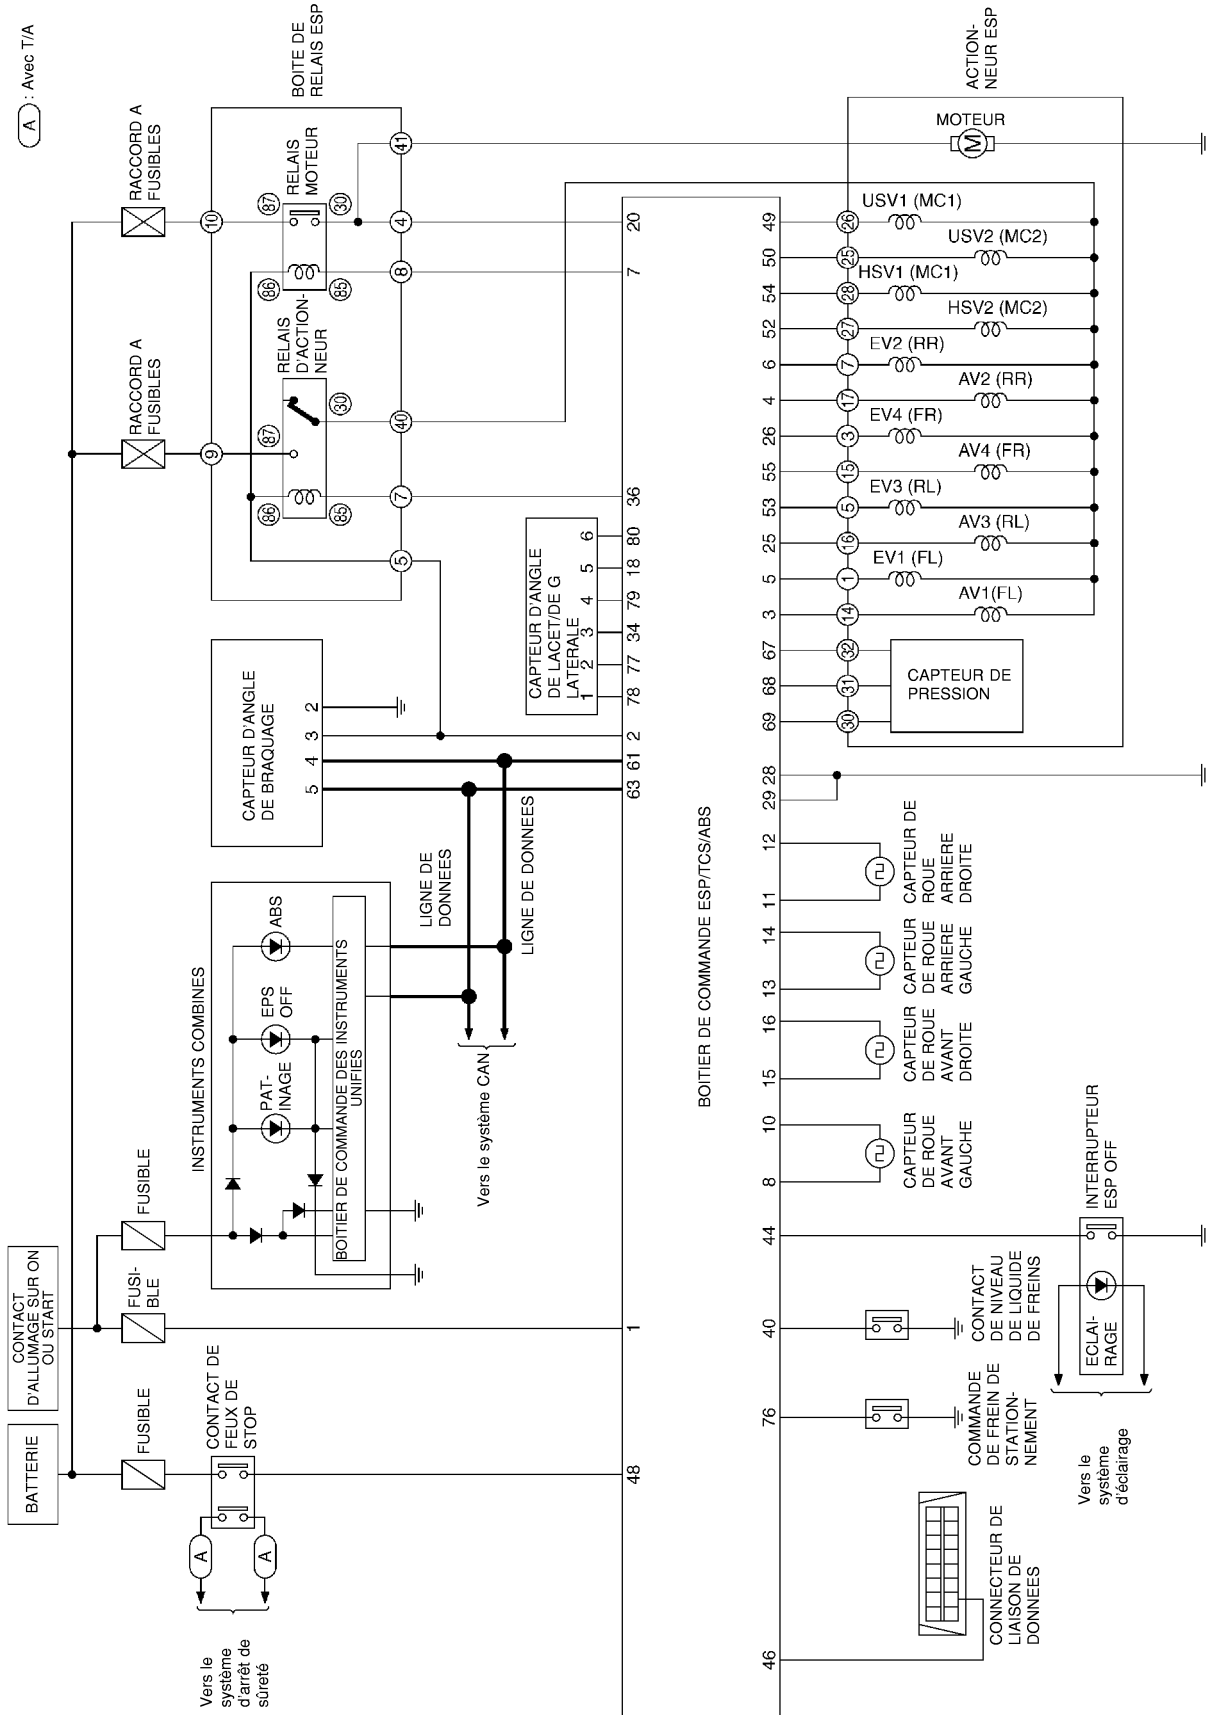 BATTERIE
CONTACT
D'ALLUMAGE SUR ON
OU START
A : Avec T/A
FUSIBLE
FUSI-
BLE
FUSIBLE
RACCORD A
FUSIBLES
RACCORD A
FUSIBLES
CONTACT DE
FEUX DE
STOP
A
A
Vers le
système
d'arrêt de
sûreté
INSTRUMENTS COMBINES
PAT-
INAGE
EPS
OFF
ABS
BOITIER DE COMMANDE DES INSTRUMENTS
UNIFIES
CAPTEUR D'ANGLE
DE BRAQUAGE
5
4
3
2
BOITE DE
RELAIS ESP
9
10
RELAIS
D'ACTION-
NEUR
86
87
85
30
RELAIS
MOTEUR
86
87
85
30
5
7
40
8
4
41
LIGNE DE
DONNEES
LIGNE DE DONNEES
Vers le système CAN
CAPTEUR D'ANGLE
DE LACET/DE G
LATERALE
1
2
3
4
5
6
48
1
63
61
2
78
77
34
79
18
80
36
7
20
BOITIER DE COMMANDE ESP/TCS/ABS
46
76
40
44
8
10
15
16
13
14
11
12
29
28
69
68
67
3
5
25
53
55
26
4
6
52
54
50
49
CONNECTEUR DE
LIAISON DE
DONNEES
COMMANDE
DE FREIN DE
STATION-
NEMENT
CONTACT
DE NIVEAU
DE LIQUIDE
DE FREINS
INTERRUPTEUR
ESP OFF
ECLAI-
RAGE
Vers le
système
d'éclairage
CAPTEUR
DE ROUE
AVANT
GAUCHE
CAPTEUR
DE ROUE
AVANT
DROITE
CAPTEUR
DE ROUE
ARRIERE
GAUCHE
CAPTEUR DE
ROUE
ARRIERE
DROITE
ACTION-
NEUR ESP
MOTEUR
M
26
USV1 (MC1)
25
USV2 (MC2)
28
HSV1 (MC1)
27
HSV2 (MC2)
7
EV2 (RR)
17
AV2 (RR)
3
EV4 (FR)
15
AV4 (FR)
5
EV3 (RL)
16
AV3 (RL)
1
EV1 (FL)
14
AV1(FL)
32
31
30
CAPTEUR DE
PRESSION